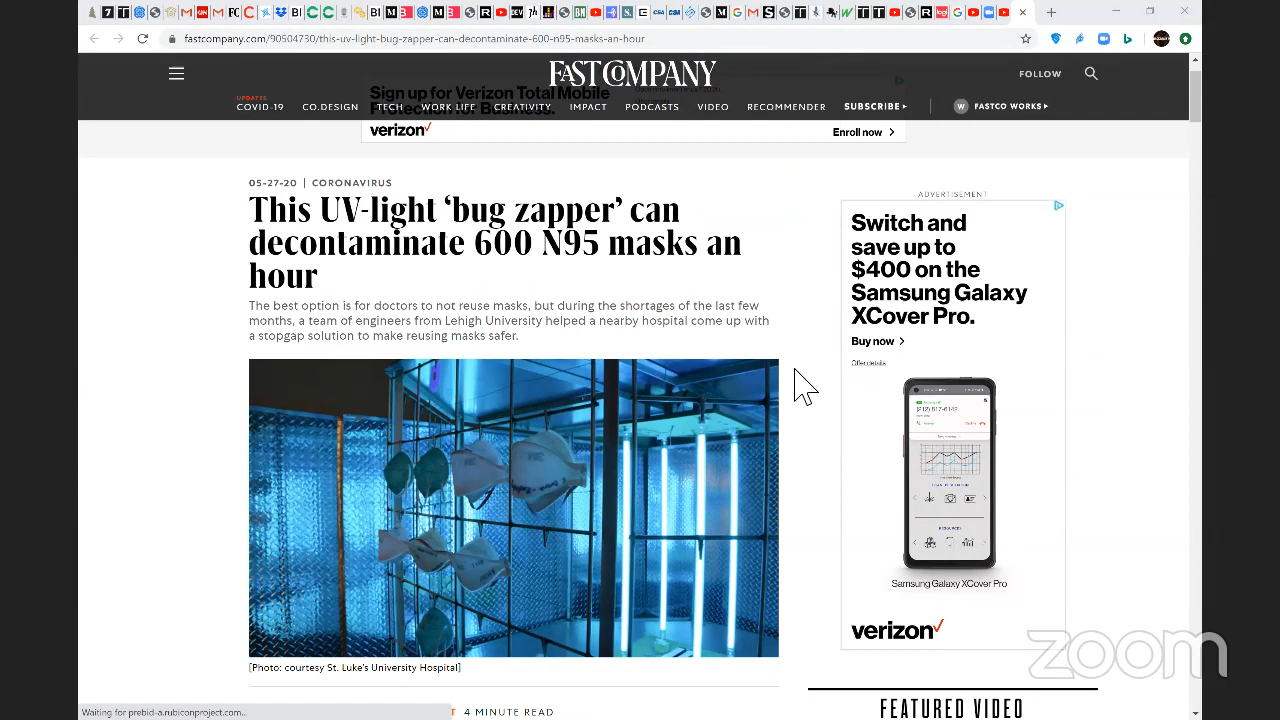 fastcompany.com/90504730/this-uv-light-bug-zapper-can-decontaminate-600-n95-masks-an-hour
FAST COMPANY
FOLLOW
Sign up for Verizon Total Mobile
Protection for Business.
UPDATES
COVID-19 CO.DESIGN TECH WORK LIFE CREATIVITY IMPACT PODCASTS VIDEO RECOMMENDER SUBSCRIBE W FASTCO WORKS
verizon Enroll now
05-27-20 | CORONAVIRUS
This UV-light ‘bug zapper’ can
decontaminate 600 N95 masks an
hour
The best option is for doctors to not reuse masks, but during the shortages of the last few
months, a team of engineers from Lehigh University helped a nearby hospital come up with
a stopgap solution to make reusing masks safer.
[Photo: courtesy St. Luke's University Hospital]
4 MINUTE READ
ADVERTISEMENT
Switch and
save up to
$400 on the
Samsung Galaxy
XCover Pro.
Buy now
Offer details
Samsung Galaxy XCover Pro
verizon
FEATURED VIDEO
Waiting for prebid-a.rubiconproject.com...
zoom